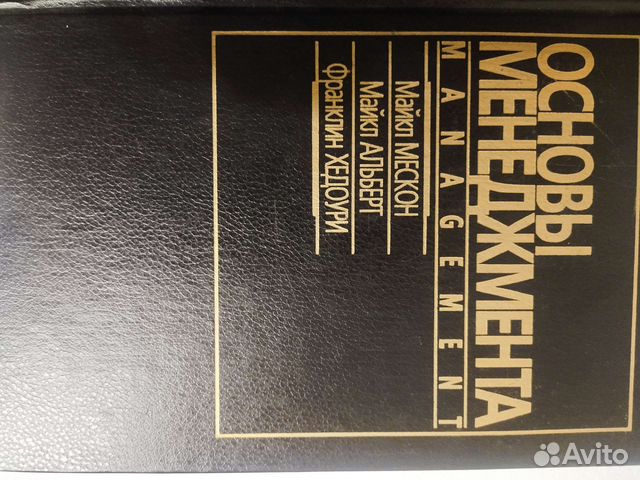 ОСНОВЫ
МЕНЕДЖМЕНТА
MANAGEMENT
Майкл МЕСКОН
Майкл АЛЬБЕРТ
Франклин ХЕДОУРИ
Avito